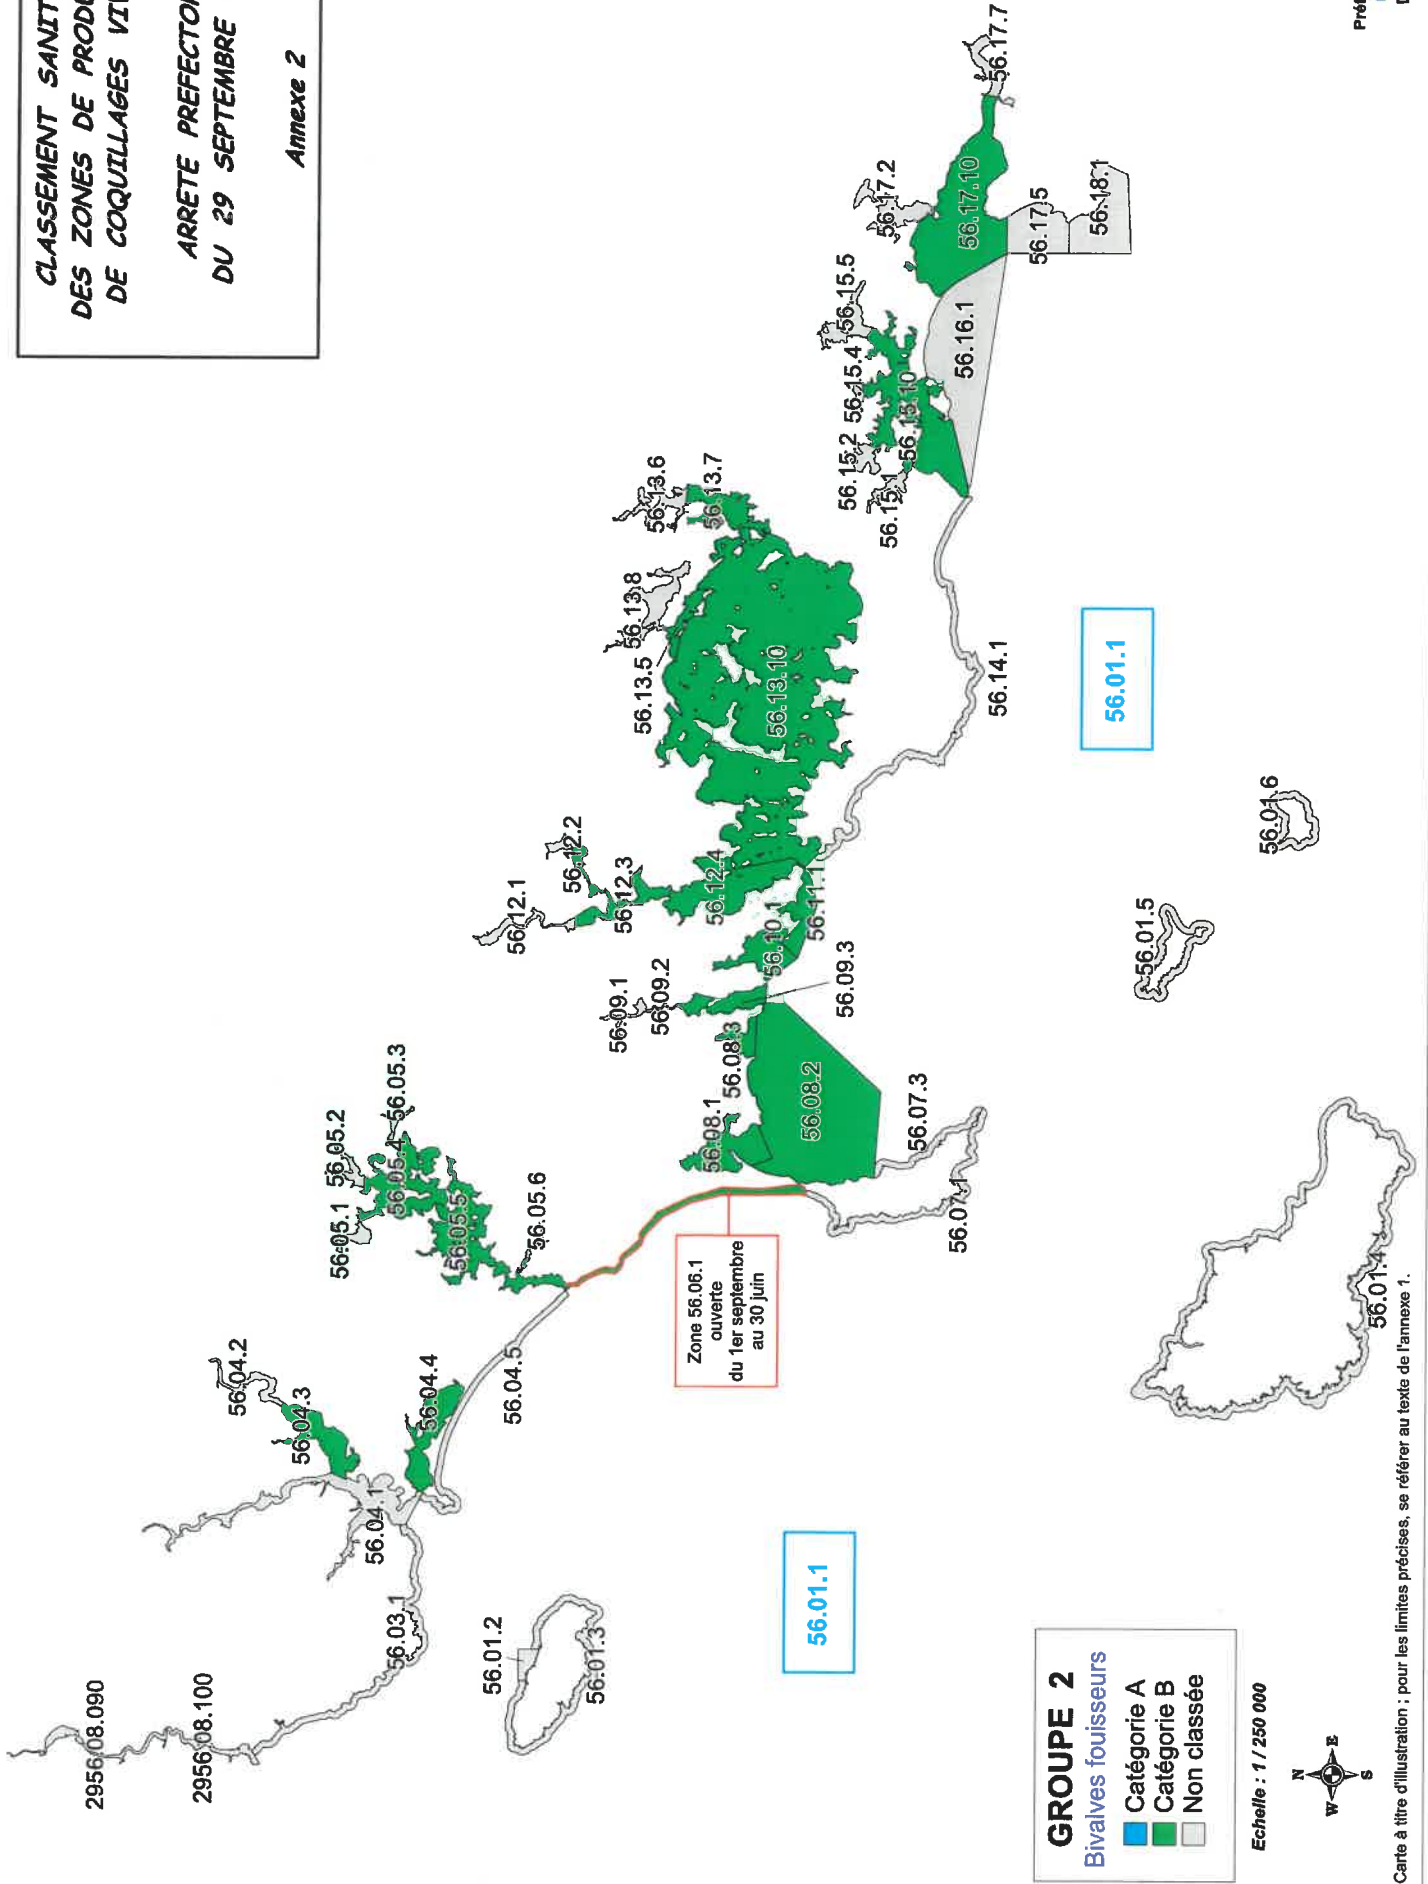 CLASSEMENT SANIT
DES ZONES DE PRODU
DE COQUILLAGES VIV
ARRETE PREFECTOR
DU 29 SEPTEMBRE
Annexe 2
2956.08.090
2956.08.100
56.03.1
56.04.1
56.04.2
56.04.3
56.04.4
56.04.5
56.01.2
56.01.3
56.05.1
56.05.2
56.05.3
56.05.4
56.05.5
56.05.6
Zone 56.06.1
ouverte
du 1er septembre
au 30 juin
56.07.1
56.07.3
56.08.1
56.08.2
56.08.3
56.09.1
56.09.2
56.09.3
56.10.1
56.11.1
56.12.1
56.12.2
56.12.3
56.12.4
56.13.5
56.13.6
56.13.7
56.13.8
56.13.10
56.14.1
56.15.1
56.15.2
56.15.4
56.15.5
56.15.10
56.16.1
56.17.2
56.17.5
56.17.7
56.17.10
56.18.1
56.01.1
56.01.1
56.01.4
56.01.5
56.01.6
GROUPE 2
Bivalves fouisseurs
Catégorie A
Catégorie B
Non classée
Echelle : 1 / 250 000
N
W
E
S
Carte à titre d'illustration ; pour les limites précises, se référer au texte de l'annexe 1.